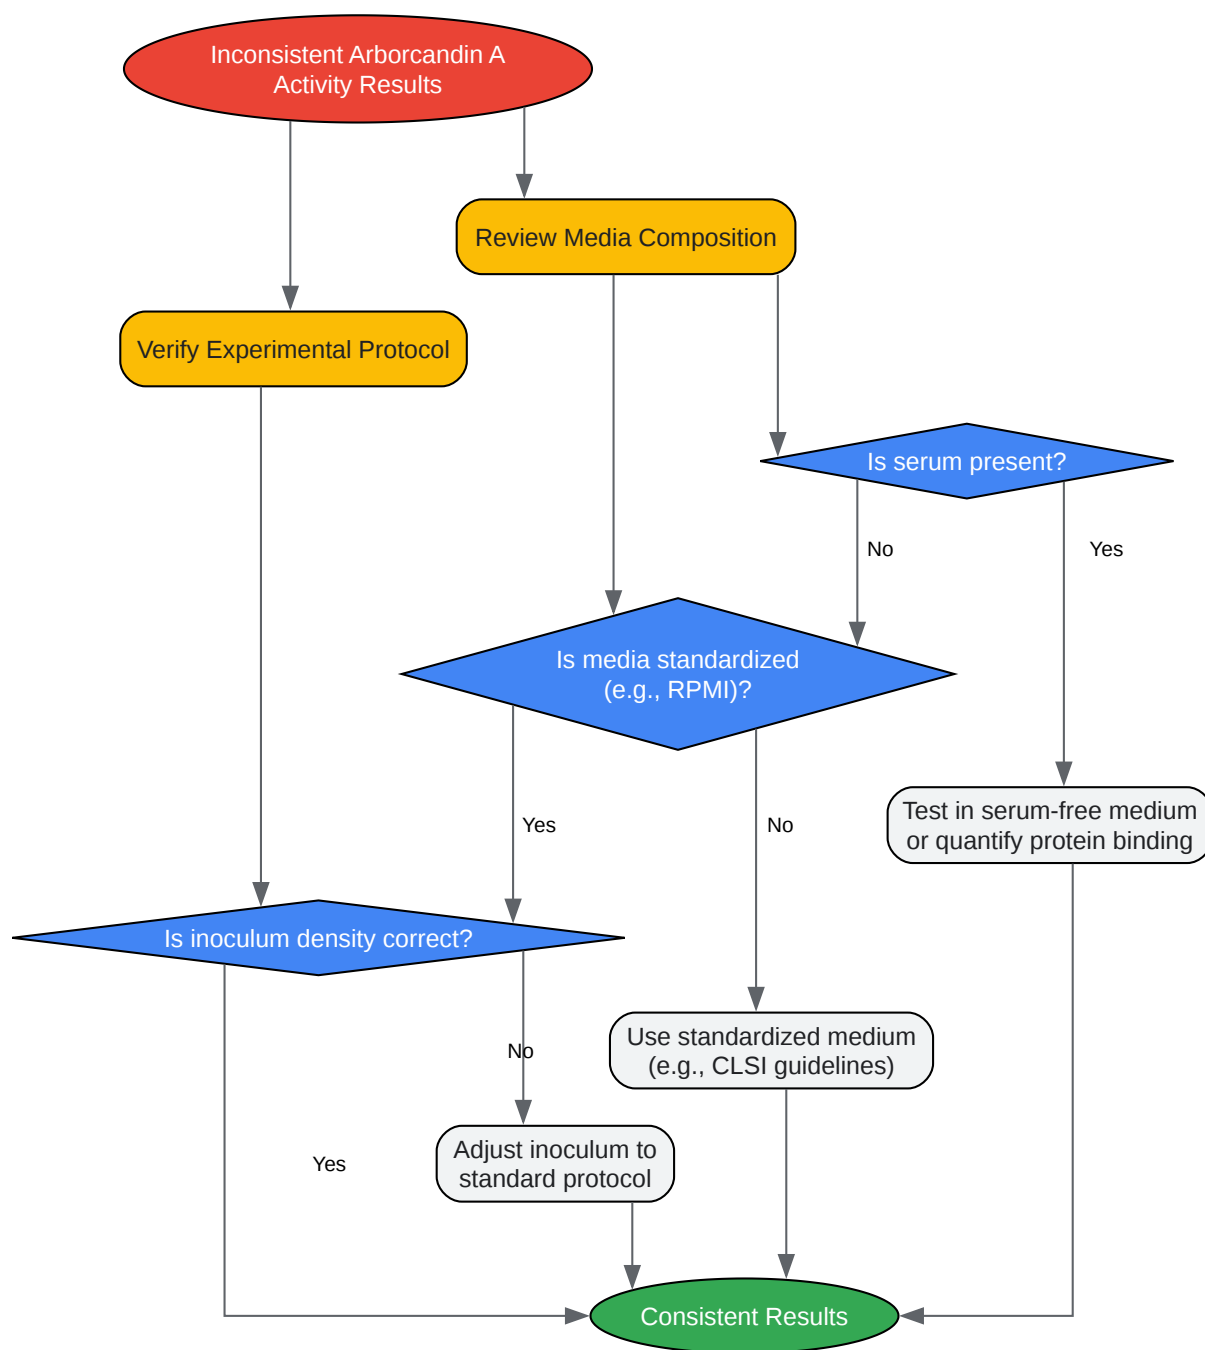 Inconsistent Arborcandin A
Activity Results
Review Media Composition
Verify Experimental Protocol
Is serum present?
No
Yes
Is media standardized
(e.g., RPMI)?
Yes
No
Test in serum-free medium
or quantify protein binding
Is inoculum density correct?
No
Use standardized medium
(e.g., CLSI guidelines)
Yes
Adjust inoculum to
standard protocol
Consistent Results